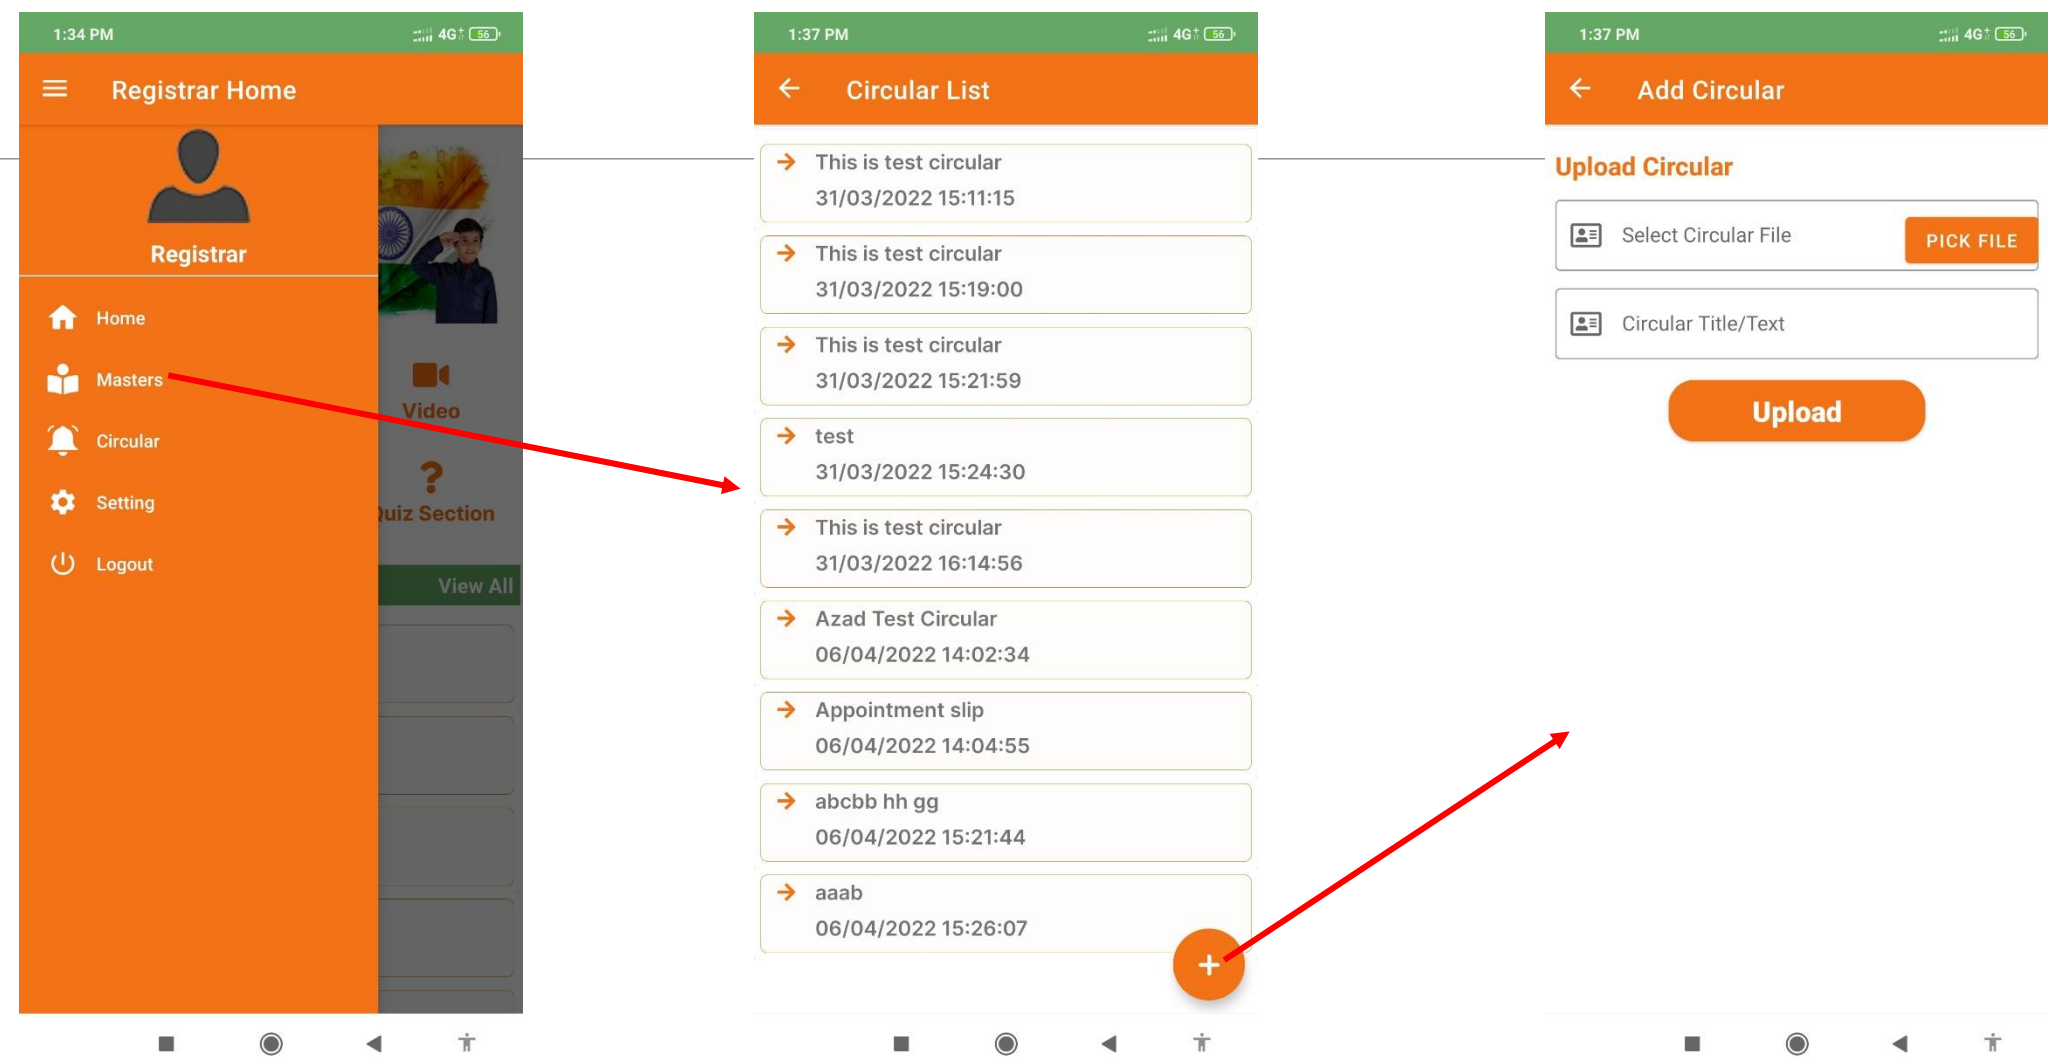 1:34 PM
4G+ 56
Registrar Home
Registrar
Home
Masters
Circular
Setting
Logout
Video
Quiz Section
View All
1:37 PM
4G+ 56
Circular List
This is test circular
31/03/2022 15:11:15
This is test circular
31/03/2022 15:19:00
This is test circular
31/03/2022 15:21:59
test
31/03/2022 15:24:30
This is test circular
31/03/2022 16:14:56
Azad Test Circular
06/04/2022 14:02:34
Appointment slip
06/04/2022 14:04:55
abcbb hh gg
06/04/2022 15:21:44
aaab
06/04/2022 15:26:07
+
1:37 PM
4G+ 56
Add Circular
Upload Circular
Select Circular File
PICK FILE
Circular Title/Text
Upload